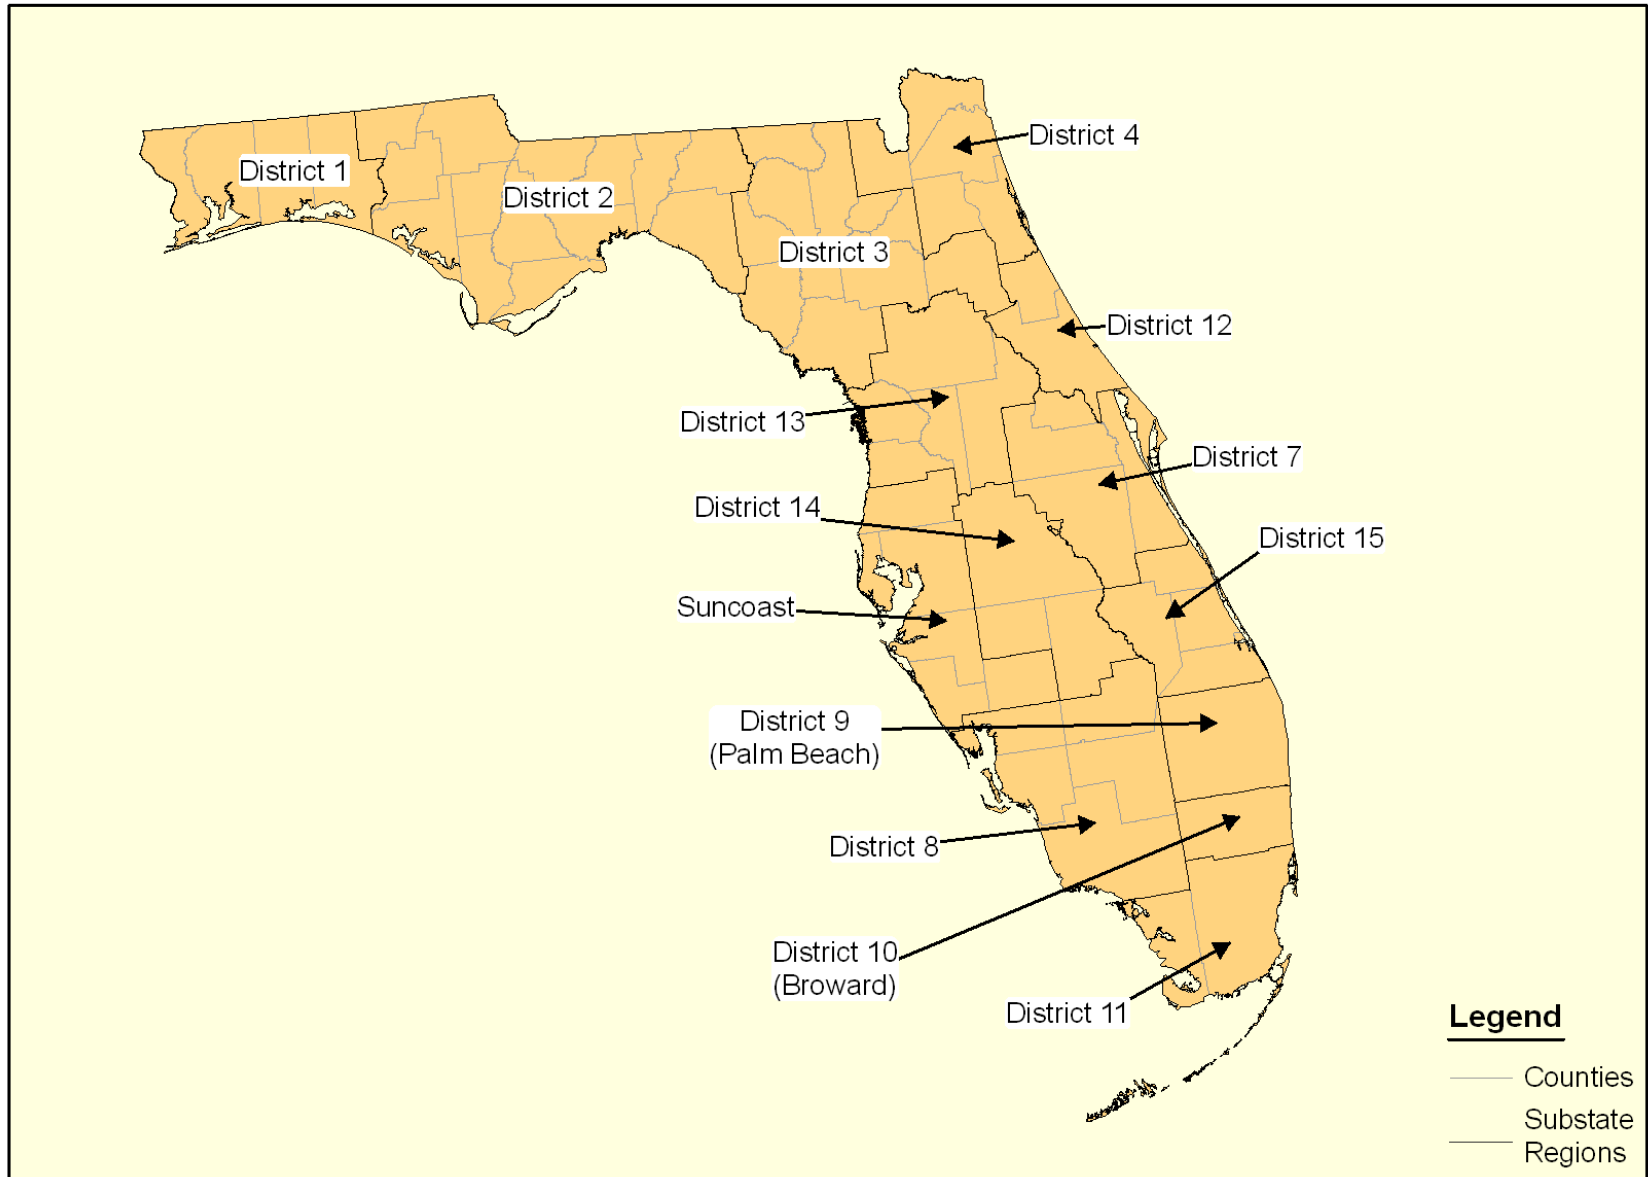 District 4
District 1
District 2
District 3
District 12
District 13
District 7
District 14
District 15
Suncoast
District 9
(Palm Beach)
District 8
District 10
(Broward)
District 11
Legend
Counties
Substate
Regions